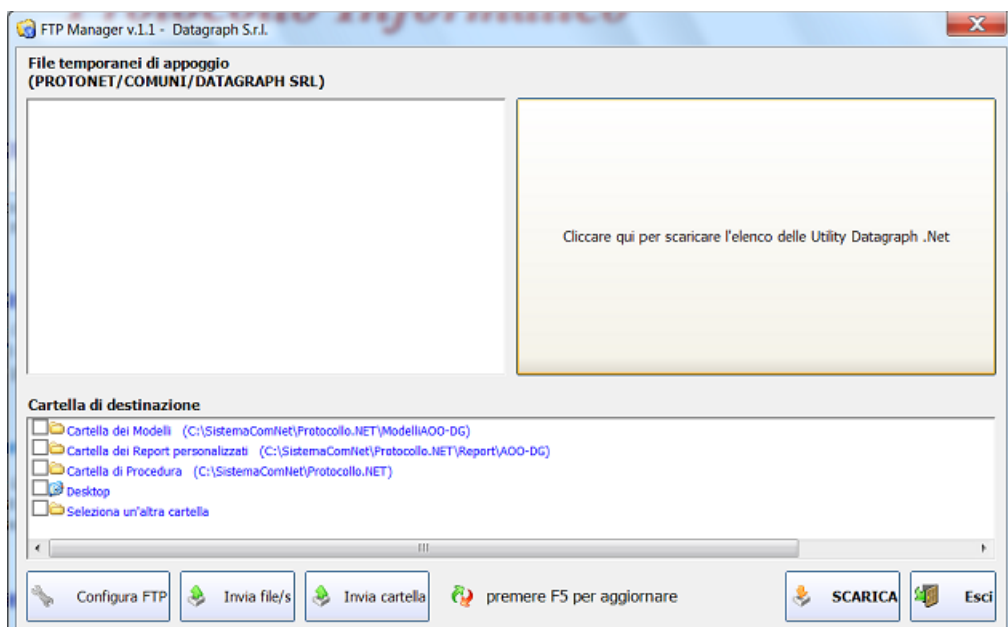 Protocollo Informatico
FTP Manager v.1.1 - Datagraph S.r.l.
File temporanei di appoggio
(PROTONET/COMUNI/DATAGRAPH SRL)
Cliccare qui per scaricare l'elenco delle Utility Datagraph .Net
Cartella di destinazione
Cartella dei Modelli (C:\SistemaComNet\Protocollo.NET\ModelliAOO-DG)
Cartella dei Report personalizzati (C:\SistemaComNet\Protocollo.NET\Report\AOO-DG)
Cartella di Procedura (C:\SistemaComNet\Protocollo.NET)
Desktop
Seleziona un'altra cartella
Configura FTP
Invia file/s
Invia cartella
premere F5 per aggiornare
SCARICA
Esci